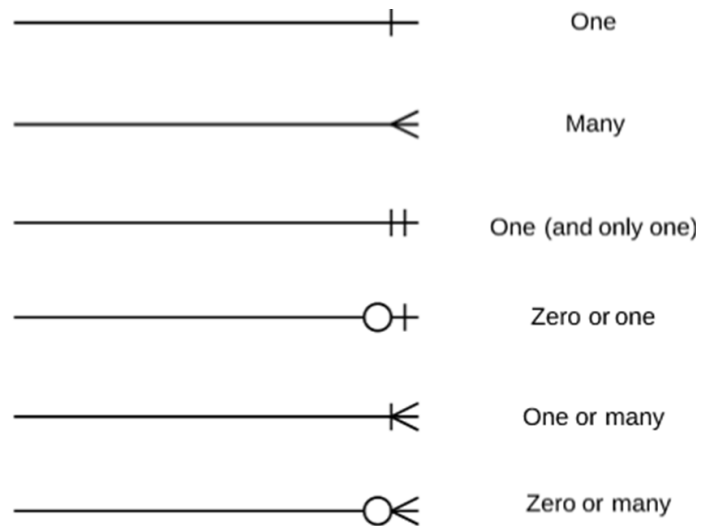 One
Many
One (and only one)
Zero or one
One or many
Zero or many